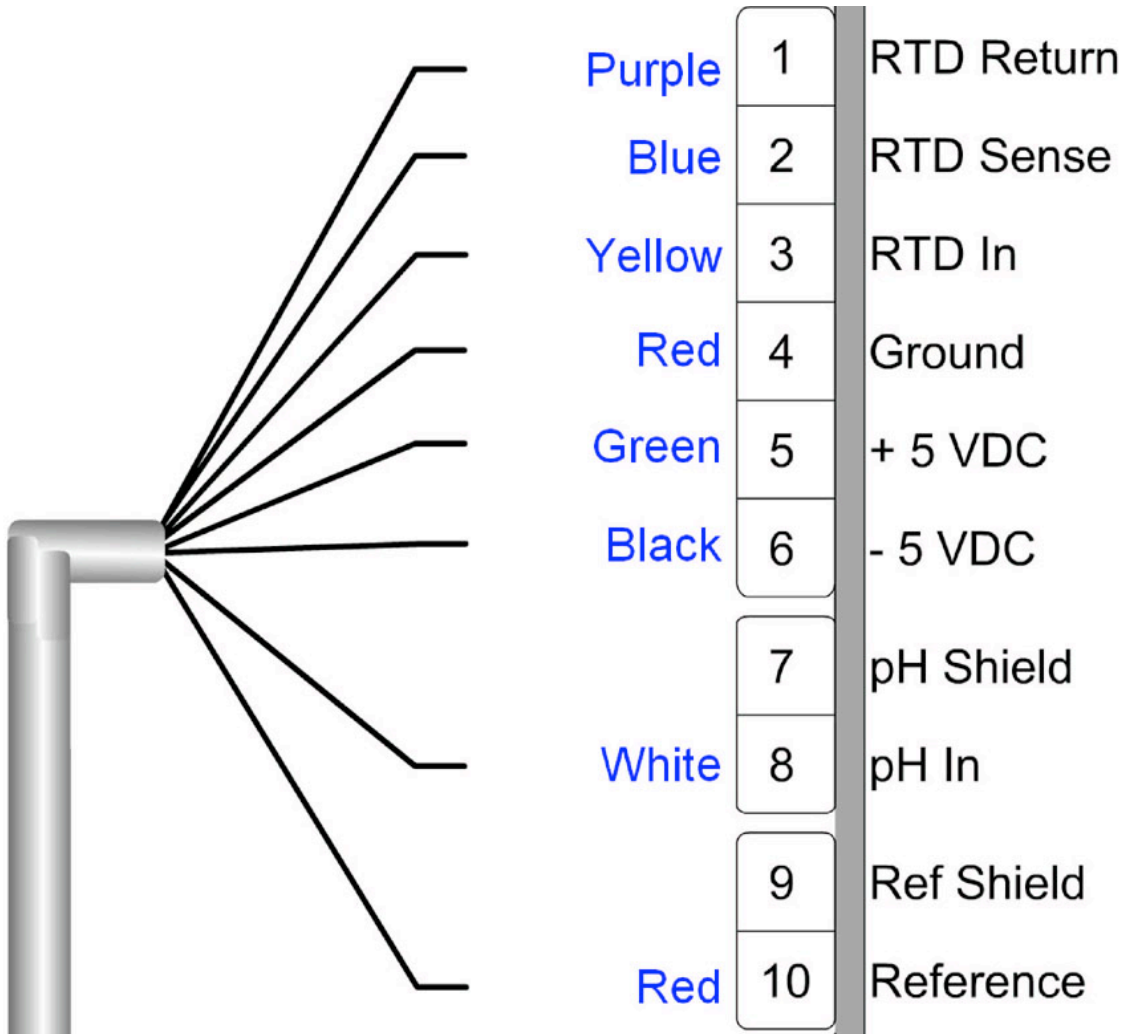 Purple 1 RTD Return
Blue 2 RTD Sense
Yellow 3 RTD In
Red 4 Ground
Green 5 + 5 VDC
Black 6 - 5 VDC
7 pH Shield
White 8 pH In
9 Ref Shield
Red 10 Reference